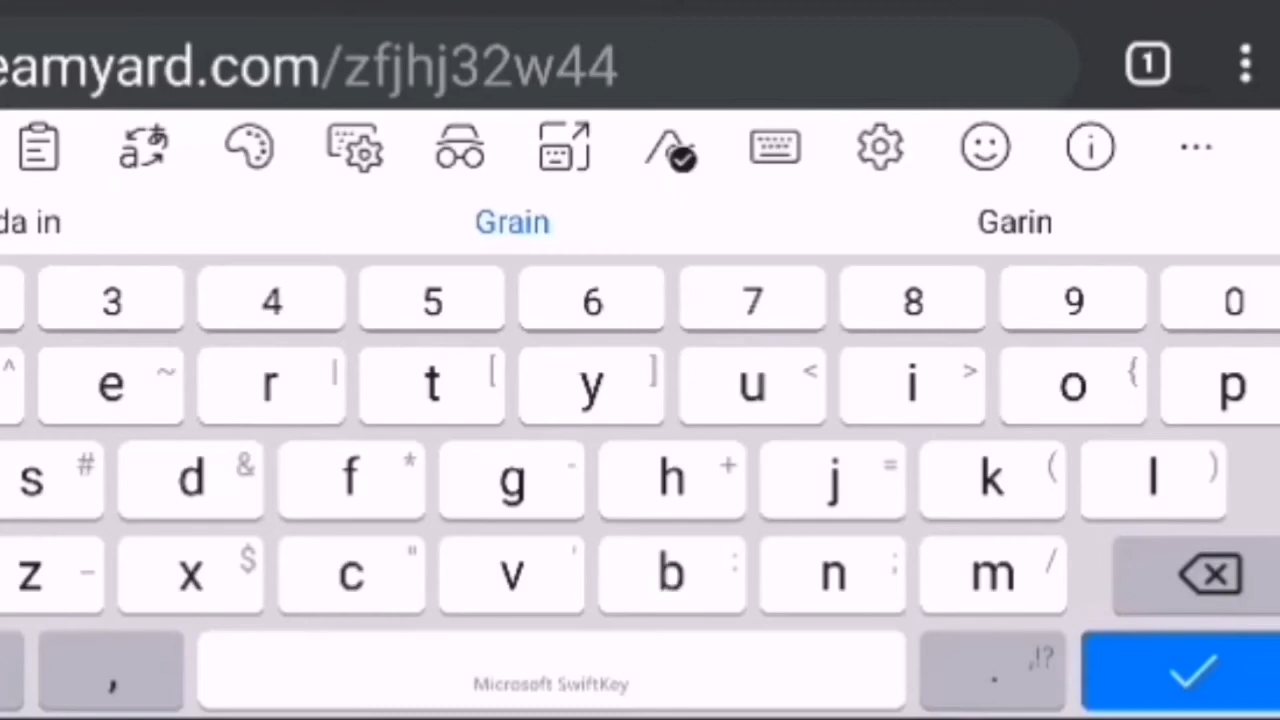 eamyard.com/zfjhj32w44
1
da in Grain Garin
3 4 5 6 7 8 9 0
^ e ~ r | t [ y ] u < i > o { p
s # d & f * g - h + j = k ( l )
z _ x $ c " v ' b : n ; m /
, Microsoft SwiftKey . ,!?